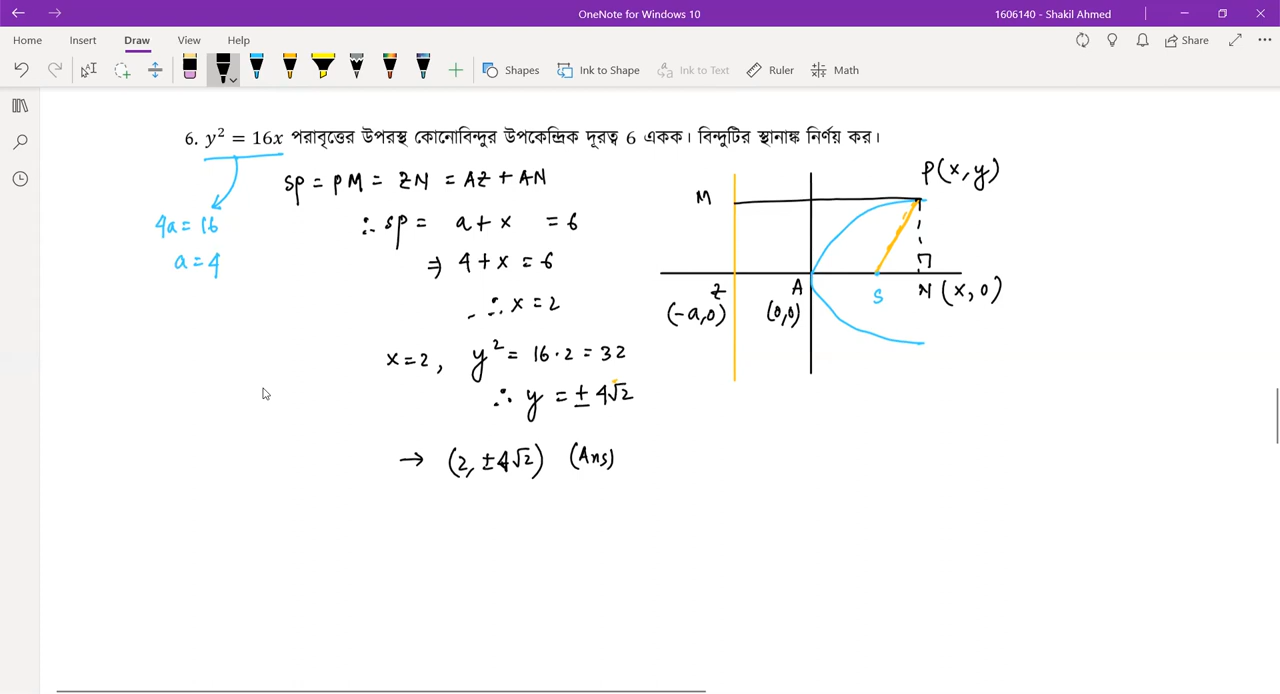 OneNote for Windows 10
1606140 - Shakil Ahmed
Home Insert Draw View Help
Share
Shapes Ink to Shape Ink to Text Ruler Math
6. y² = 16x পরাবৃত্তের উপরস্থ কোনোবিন্দুর উপকেন্দ্রিক দূরত্ব 6 একক। বিন্দুটির স্থানাঙ্ক নির্ণয় কর।
4a = 16
a = 4
SP = PM = ZN = AZ + AN
∴ SP = a + x = 6
⇒ 4 + x = 6
∴ x = 2
x = 2, y² = 16·2 = 32
∴ y = ± 4√2
→ (2, ±4√2) (Ans)
P(x, y)
M
Z A S N(x, 0)
(-a, 0) (0,0)